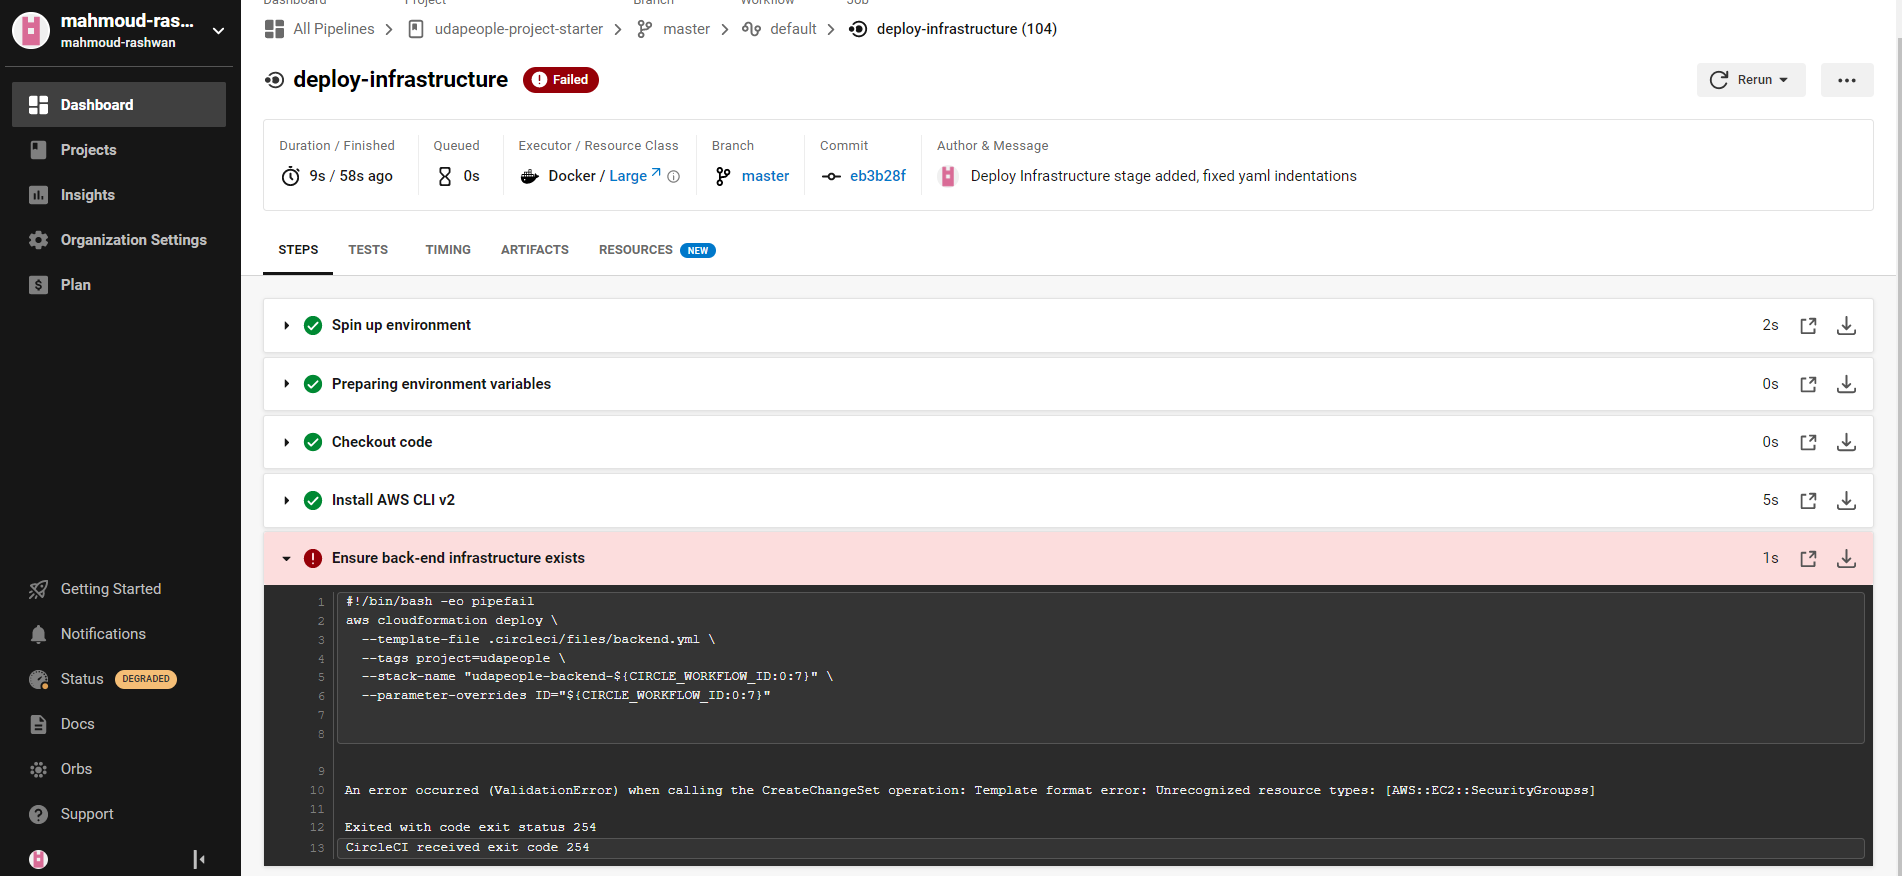 mahmoud-ras...
mahmoud-rashwan
Dashboard
Projects
Insights
Organization Settings
Plan
Getting Started
Notifications
Status DEGRADED
Docs
Orbs
Support
Dashboard Project Branch Workflow Job
All Pipelines udapeople-project-starter master default deploy-infrastructure (104)
deploy-infrastructure Failed
Rerun
Duration / Finished Queued Executor / Resource Class Branch Commit Author & Message
9s / 58s ago 0s Docker / Large master eb3b28f Deploy Infrastructure stage added, fixed yaml indentations
STEPS TESTS TIMING ARTIFACTS RESOURCES NEW
Spin up environment 2s
Preparing environment variables 0s
Checkout code 0s
Install AWS CLI v2 5s
Ensure back-end infrastructure exists 1s
1 #!/bin/bash -eo pipefail
2 aws cloudformation deploy \
3 --template-file .circleci/files/backend.yml \
4 --tags project=udapeople \
5 --stack-name "udapeople-backend-${CIRCLE_WORKFLOW_ID:0:7}" \
6 --parameter-overrides ID="${CIRCLE_WORKFLOW_ID:0:7}"
7
8
9
10 An error occurred (ValidationError) when calling the CreateChangeSet operation: Template format error: Unrecognized resource types: [AWS::EC2::SecurityGroupss]
11
12 Exited with code exit status 254
13 CircleCI received exit code 254